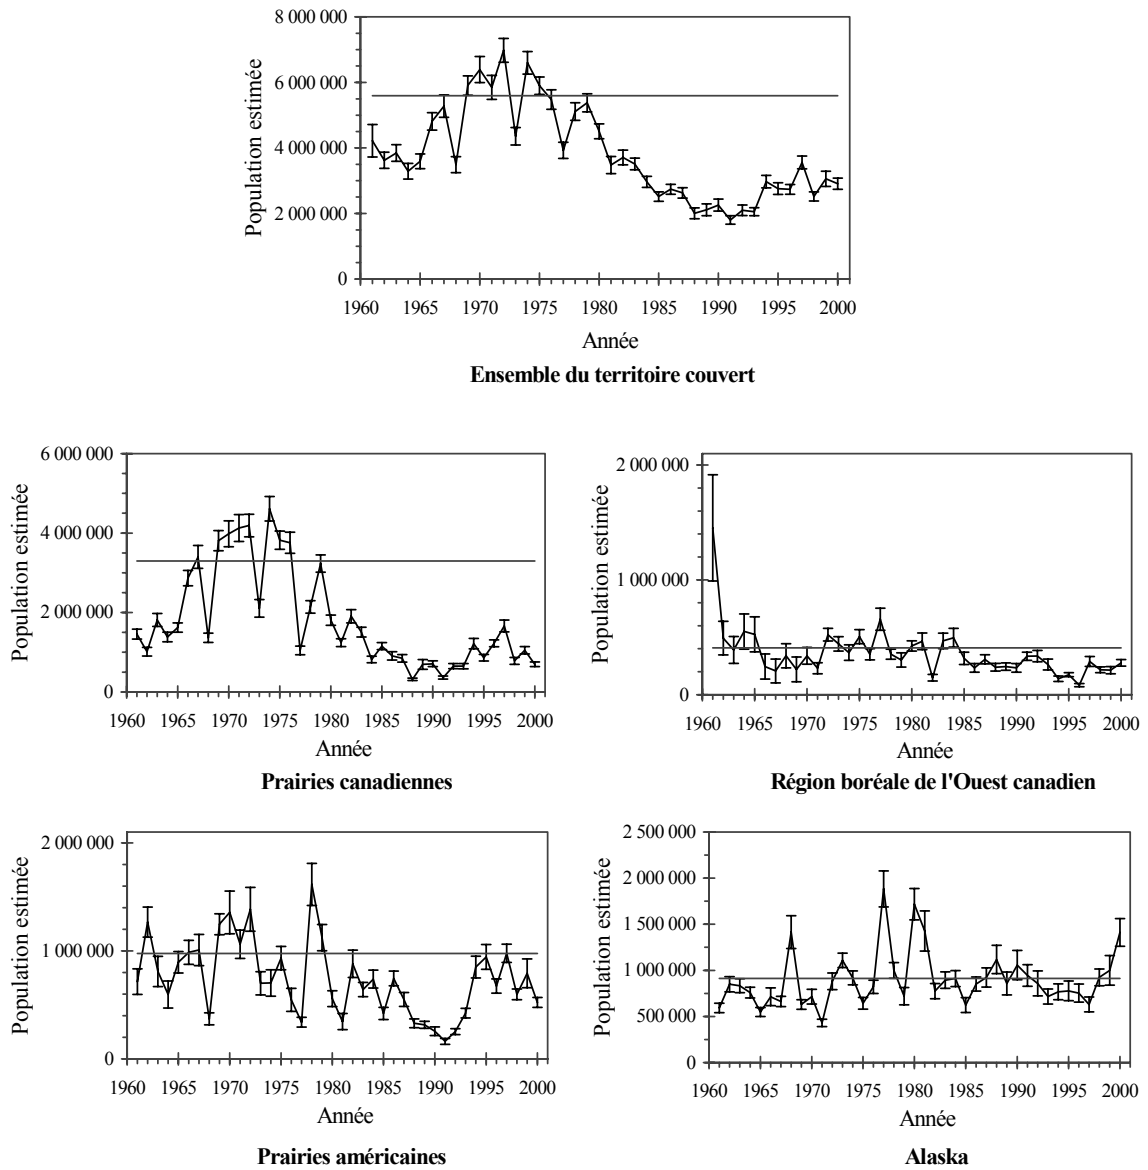 8 000 000
6 000 000
4 000 000
2 000 000
0
Population estimée
1960 1965 1970 1975 1980 1985 1990 1995 2000
Année
Ensemble du territoire couvert
6 000 000
4 000 000
2 000 000
0
Population estimée
1960 1965 1970 1975 1980 1985 1990 1995 2000
Année
Prairies canadiennes
2 000 000
1 000 000
0
Population estimée
1960 1965 1970 1975 1980 1985 1990 1995 2000
Année
Région boréale de l'Ouest canadien
2 000 000
1 000 000
0
Population estimée
1960 1965 1970 1975 1980 1985 1990 1995 2000
Année
Prairies américaines
2 500 000
2 000 000
1 500 000
1 000 000
500 000
0
Population estimée
1960 1965 1970 1975 1980 1985 1990 1995 2000
Année
Alaska